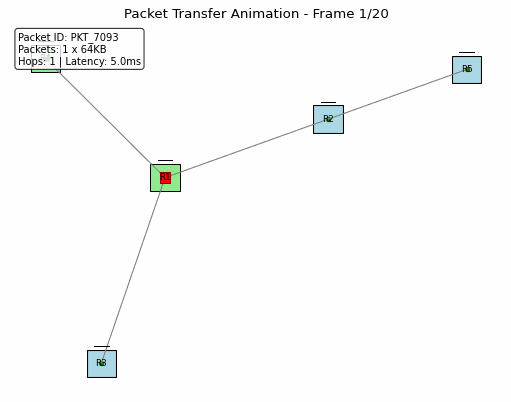 Packet Transfer Animation - Frame 1/20
Packet ID: PKT_7093
Packets: 1 x 64KB
Hops: 1 | Latency: 5.0ms
R5
R2
R1
R3